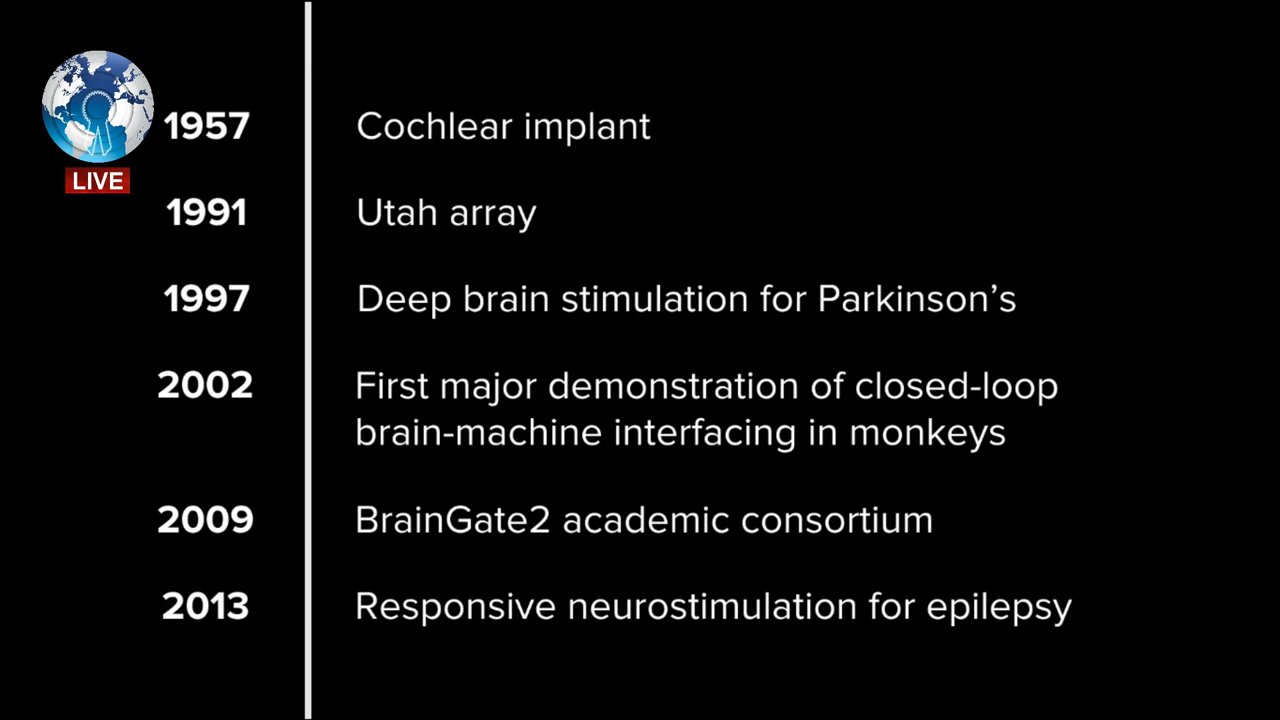 1957 Cochlear implant
LIVE
1991 Utah array
1997 Deep brain stimulation for Parkinson’s
2002 First major demonstration of closed-loop
brain-machine interfacing in monkeys
2009 BrainGate2 academic consortium
2013 Responsive neurostimulation for epilepsy